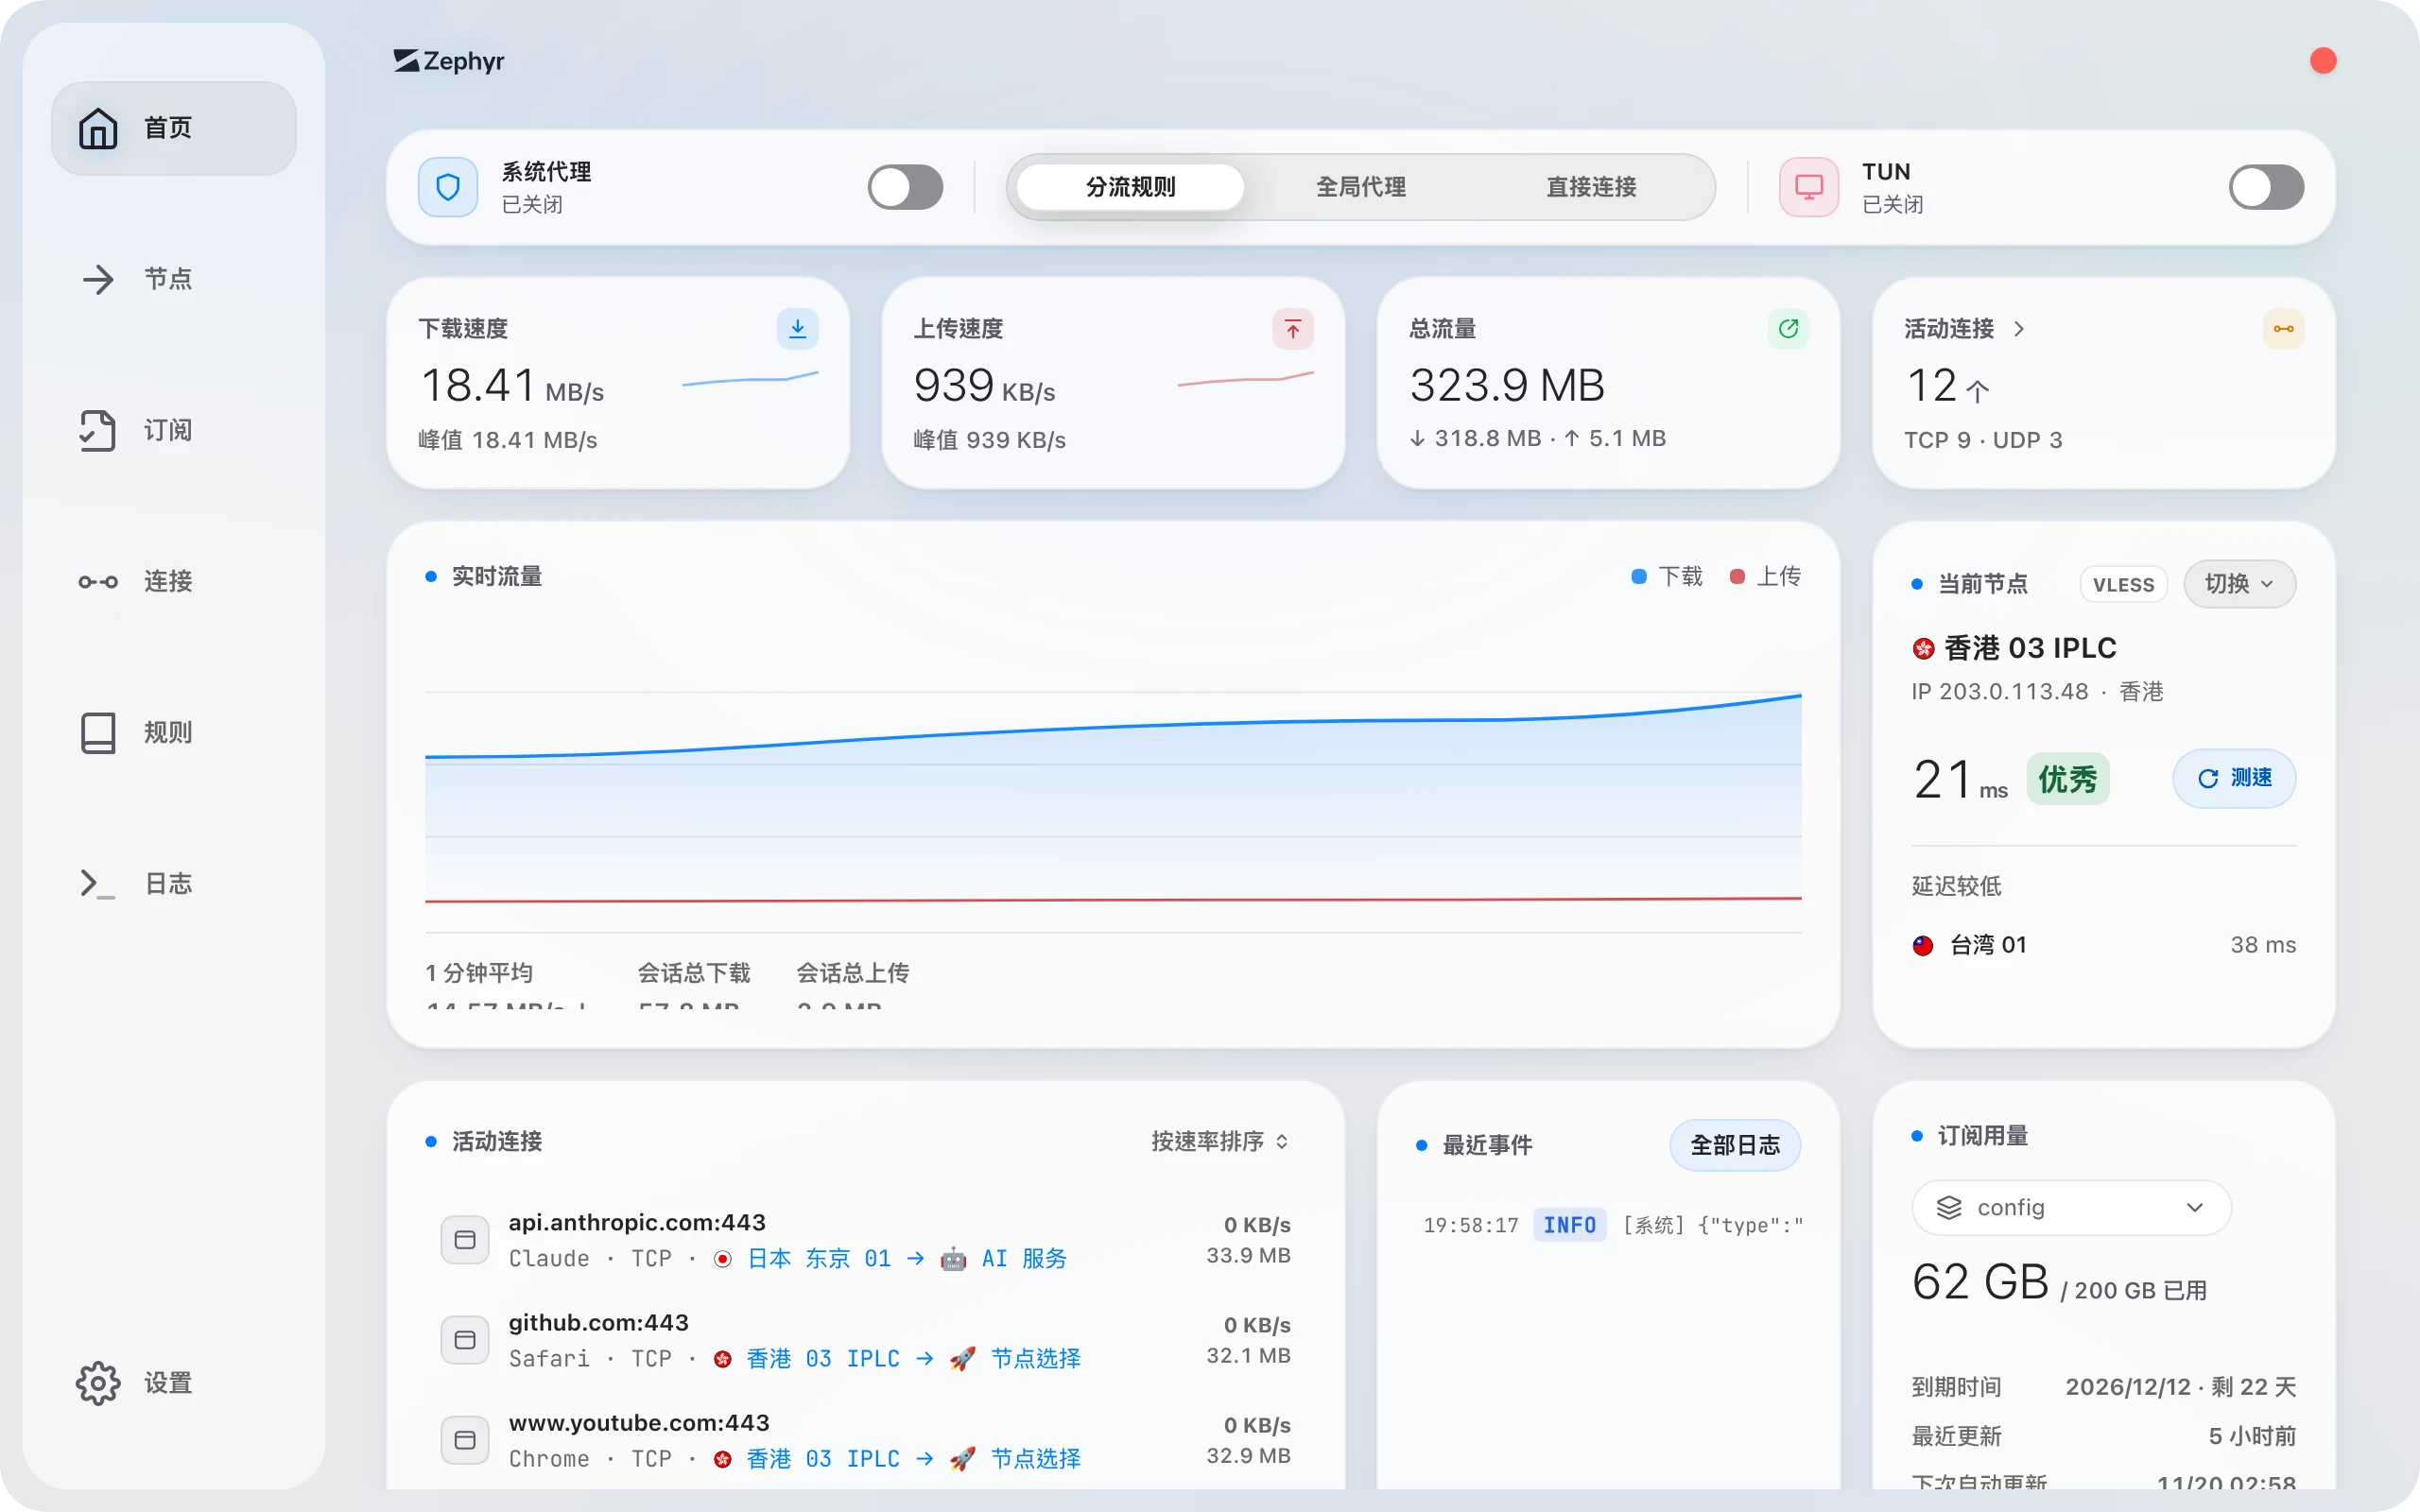 Zephyr
首页
节点
订阅
连接
规则
日志
设置
系统代理
已关闭
分流规则 全局代理 直接连接
TUN
已关闭
下载速度
18.41 MB/s
峰值 18.41 MB/s
上传速度
939 KB/s
峰值 939 KB/s
总流量
323.9 MB
↓ 318.8 MB · ↑ 5.1 MB
活动连接
12 个
TCP 9 · UDP 3
实时流量
下载 上传
1 分钟平均 会话总下载 会话总上传
当前节点 VLESS 切换
香港 03 IPLC
IP 203.0.113.48 · 香港
21 ms 优秀 测速
延迟较低
台湾 01 38 ms
活动连接 按速率排序
api.anthropic.com:443 0 KB/s
Claude · TCP · 日本 东京 01 → 🤖 AI 服务 33.9 MB
github.com:443 0 KB/s
Safari · TCP · 香港 03 IPLC → 🚀 节点选择 32.1 MB
www.youtube.com:443 0 KB/s
Chrome · TCP · 香港 03 IPLC → 🚀 节点选择 32.9 MB
最近事件 全部日志
19:58:17 INFO [系统] {"type":"
订阅用量
config
62 GB / 200 GB 已用
到期时间 2026/12/12 · 剩 22 天
最近更新 5 小时前
下次自动更新 11/20 02:58